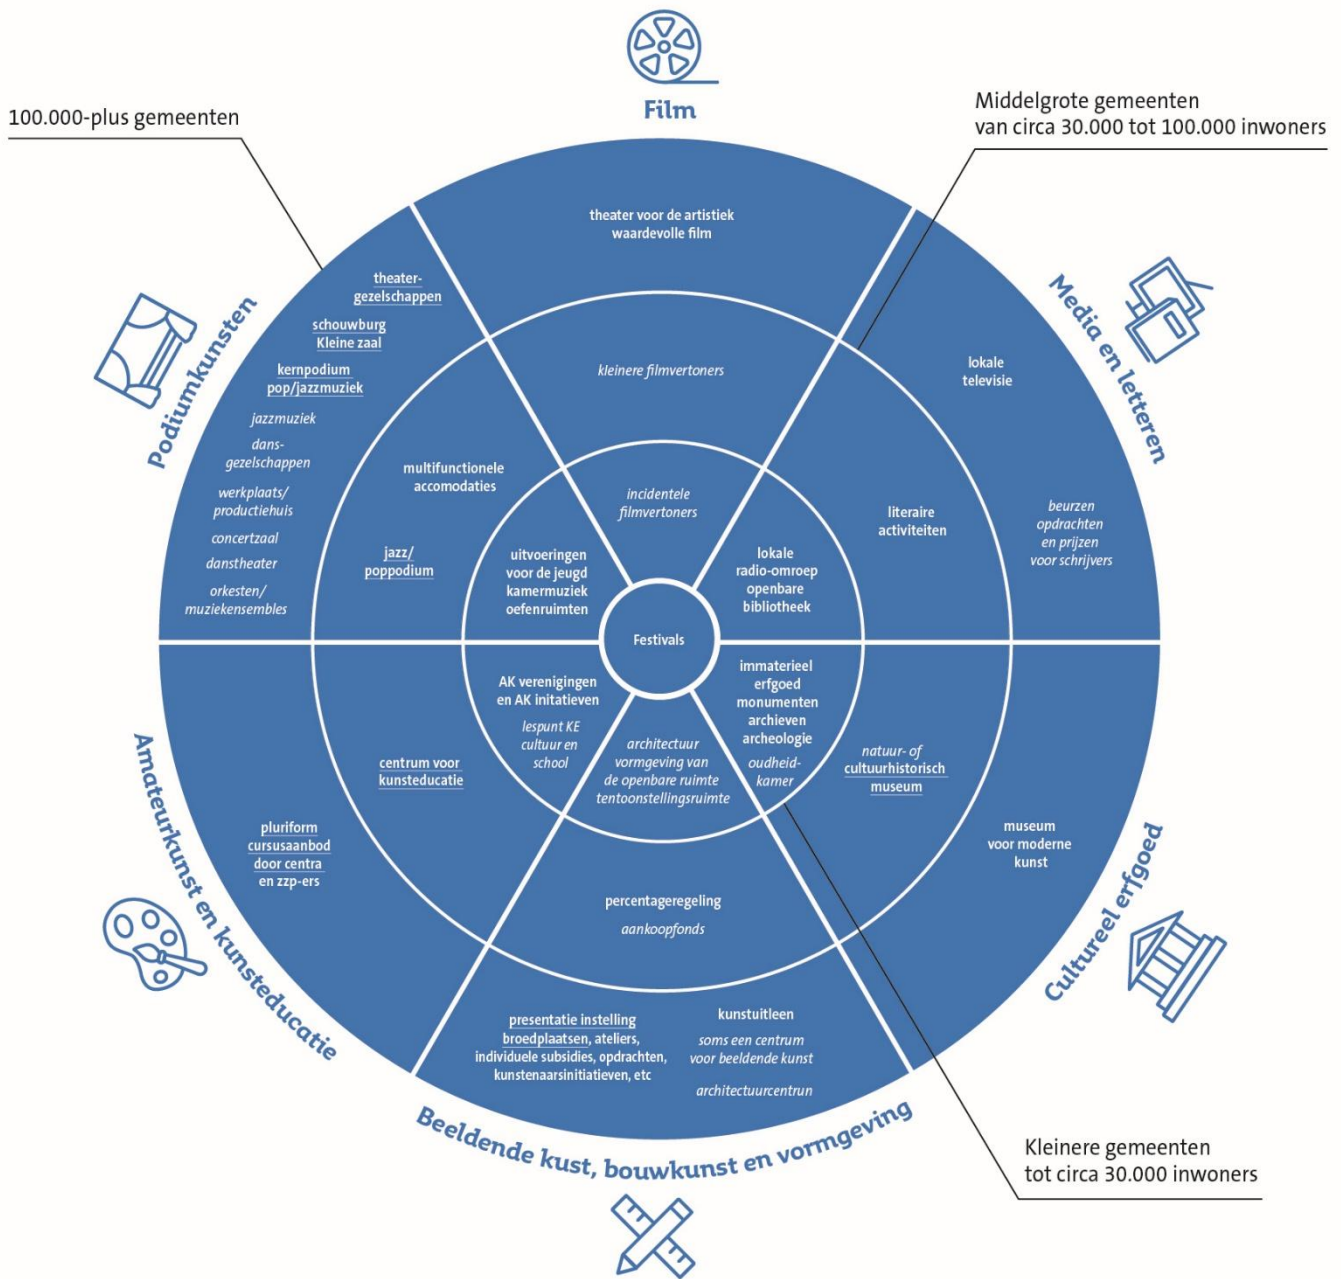 Film
100.000-plus gemeenten
Middelgrote gemeenten
van circa 30.000 tot 100.000 inwoners
theater voor de artistiek
waardevolle film
kleinere filmvertoners
incidentele
filmvertoners
Media en letteren
lokale
televisie
beurzen
opdrachten
en prijzen
voor schrijvers
literaire
activiteiten
lokale
radio-omroep
openbare
bibliotheek
Podiumkunsten
theater-
gezelschappen
schouwburg
Kleine zaal
kernpodium
pop/jazzmuziek
jazzmuziek
dans-
gezelschappen
werkplaats/
productiehuis
concertzaal
danstheater
orkesten/
muziekensembles
multifunctionele
accomodaties
jazz/
poppodium
uitvoeringen
voor de jeugd
kamermuziek
oefenruimten
Festivals
AK verenigingen
en AK initatieven
lespunt KE
cultuur en
school
centrum voor
kunsteducatie
pluriform
cursusaanbod
door centra
en zzp-ers
Amateurkunst en kunsteducatie
architectuur
vormgeving van
de openbare ruimte
tentoonstellingsruimte
percentageregeling
aankoopfonds
presentatie instelling
broedplaatsen, ateliers,
individuele subsidies, opdrachten,
kunstenaarsinitiatieven, etc
kunstuitleen
soms een centrum
voor beeldende kunst
architectuurcentrun
Beeldende kust, bouwkunst en vormgeving
immaterieel
erfgoed
monumenten
archieven
archeologie
oudheid-
kamer
natuur- of
cultuurhistorisch
museum
museum
voor moderne
kunst
Cultureel erfgoed
Kleinere gemeenten
tot circa 30.000 inwoners